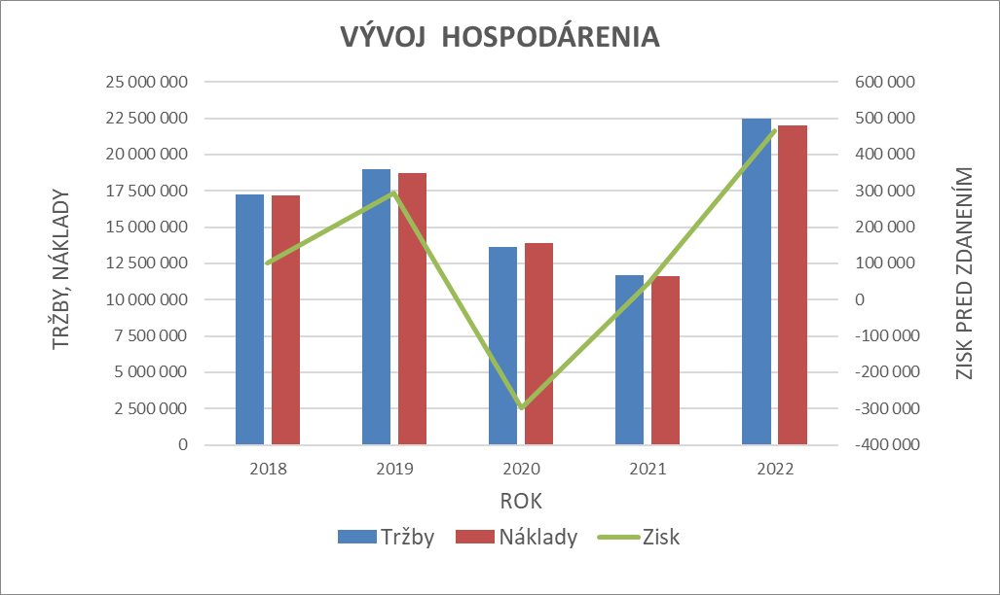 VÝVOJ  HOSPODÁRENIA
TRŽBY, NÁKLADY
25 000 000
22 500 000
20 000 000
17 500 000
15 000 000
12 500 000
10 000 000
7 500 000
5 000 000
2 500 000
0
600 000
500 000
400 000
300 000
200 000
100 000
0
-100 000
-200 000
-300 000
-400 000
ZISK PRED ZDANENÍM
2018 2019 2020 2021 2022
ROK
Tržby Náklady Zisk